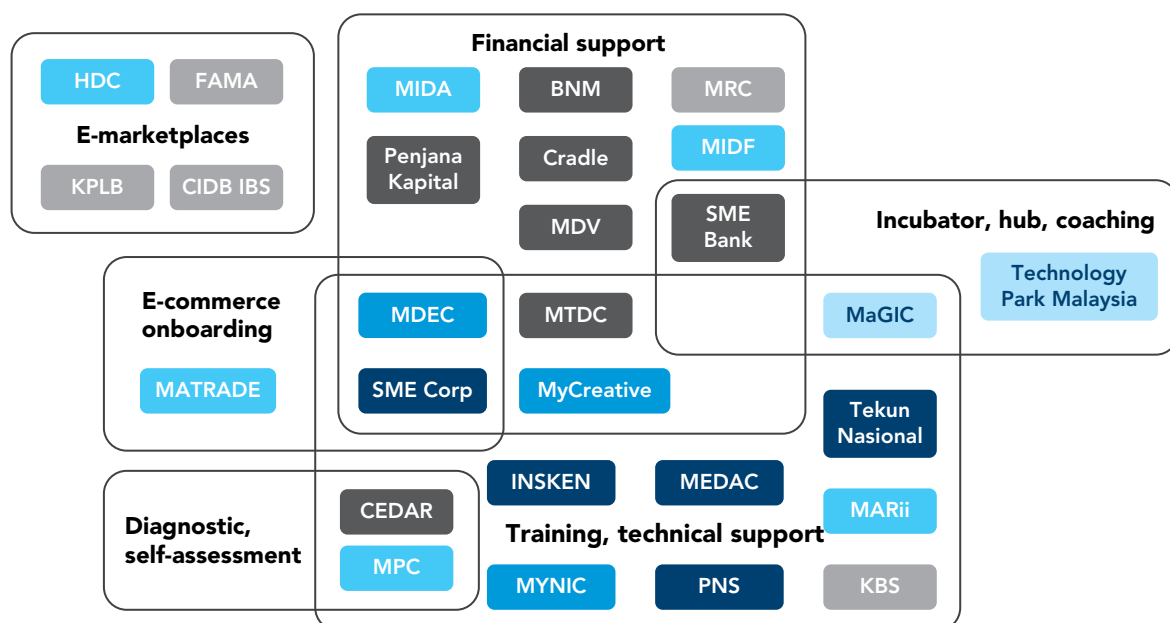 Financial support
HDC
FAMA
E-marketplaces
KPLB
CIDB IBS
MIDA
BNM
MRC
Penjana
Kapital
Cradle
MIDF
MDV
SME
Bank
Incubator, hub, coaching
Technology
Park Malaysia
MaGIC
E-commerce
onboarding
MATRADE
MDEC
MTDC
SME Corp
MyCreative
Tekun
Nasional
INSKEN
MEDAC
MARii
Diagnostic,
self-assessment
CEDAR
MPC
Training, technical support
MYNIC
PNS
KBS